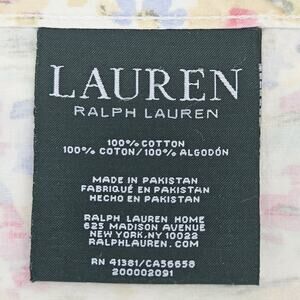 LAUREN
RALPH LAUREN
100% COTTON
100% COTON/100% ALGODÓN
MADE IN PAKISTAN
FABRIQUÉ EN PAKISTAN
HECHO EN PAKISTAN
RALPH LAUREN HOME
625 MADISON AVENUE
NEW YORK, NY 10022
RALPHLAUREN.COM
RN 41381/CA56658
200002091